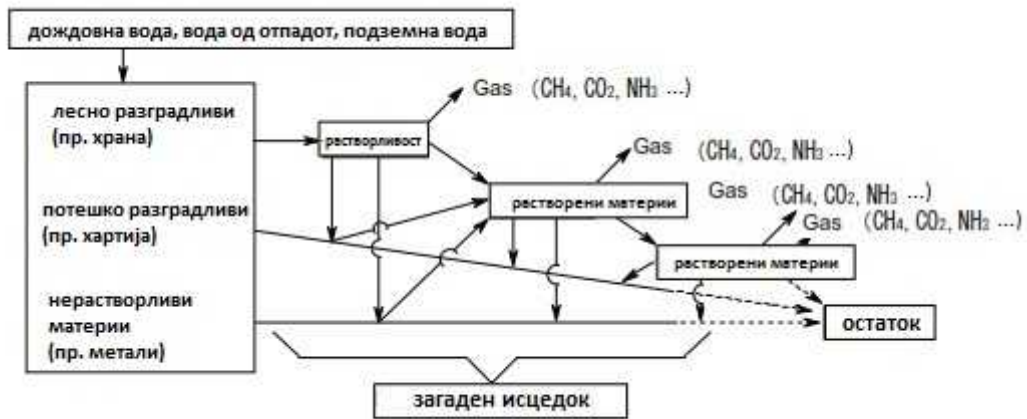 дождовна вода, вода од отпадот, подземна вода
лесно разградливи
(пр. храна)
растворливост
Gas (CH₄, CO₂, NH₃ ...)
Gas (CH₄, CO₂, NH₃ ...)
потешко разградливи
(пр. хартија)
растворени материи
Gas (CH₄, CO₂, NH₃ ...)
Gas (CH₄, CO₂, NH₃ ...)
растворени материи
нерастворливи
материи
(пр. метали)
остаток
загаден исцедок